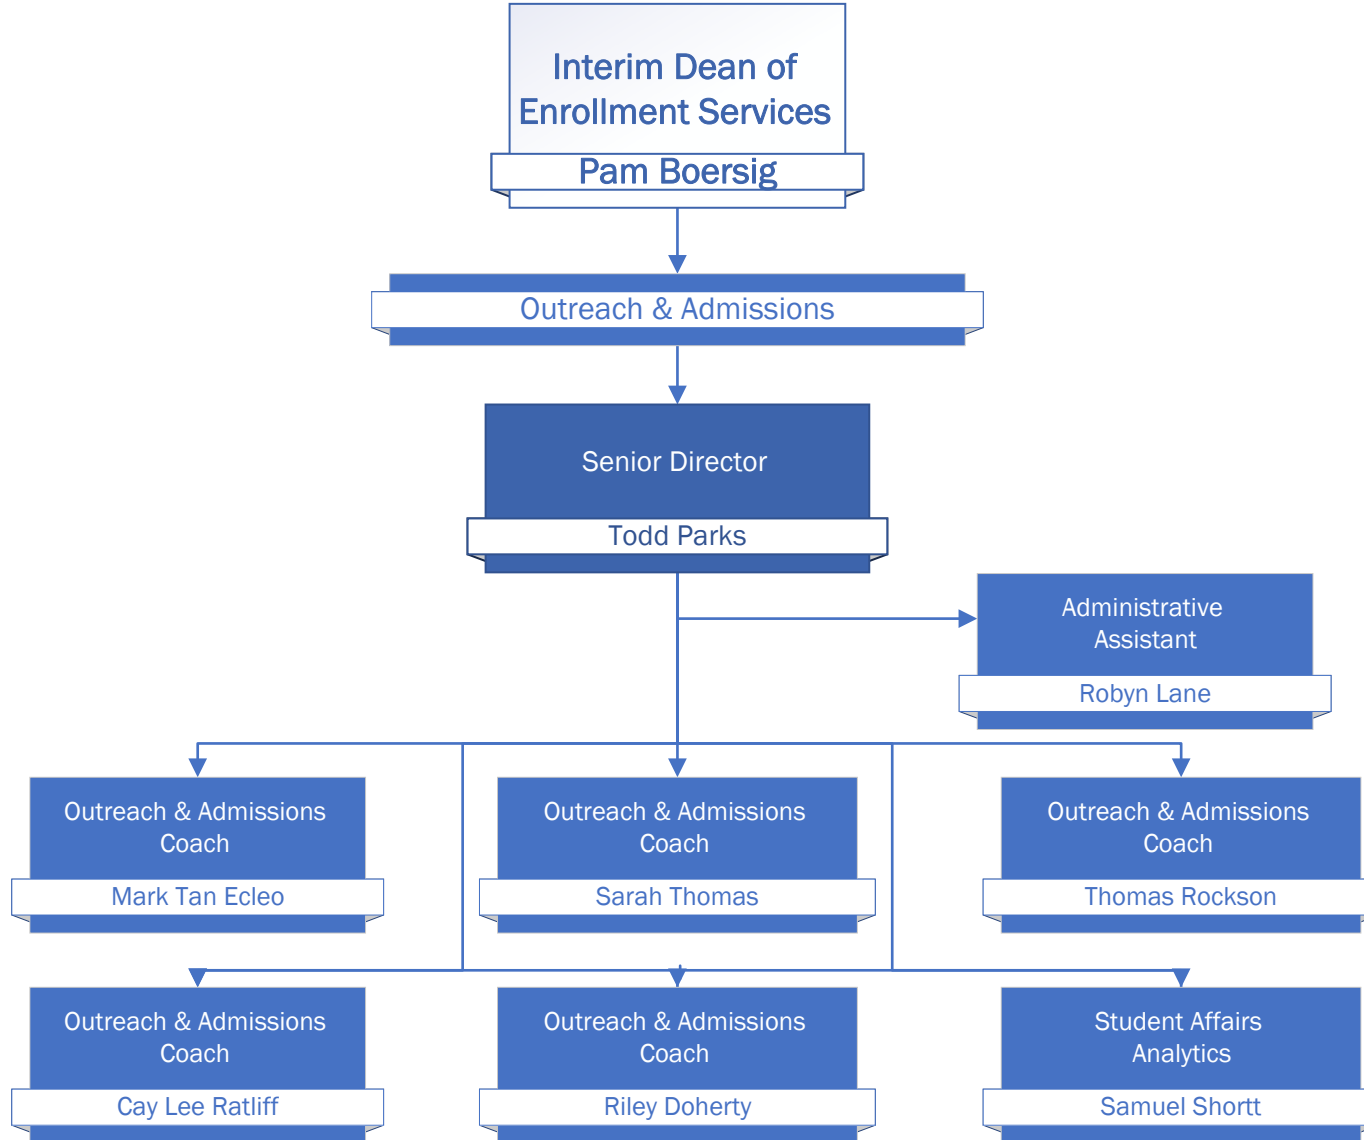 Interim Dean of
Enrollment Services
Pam Boersig
Outreach & Admissions
Senior Director
Todd Parks
Administrative
Assistant
Robyn Lane
Outreach & Admissions
Coach
Mark Tan Ecleo
Outreach & Admissions
Coach
Sarah Thomas
Outreach & Admissions
Coach
Thomas Rockson
Outreach & Admissions
Coach
Cay Lee Ratliff
Outreach & Admissions
Coach
Riley Doherty
Student Affairs
Analytics
Samuel Shortt